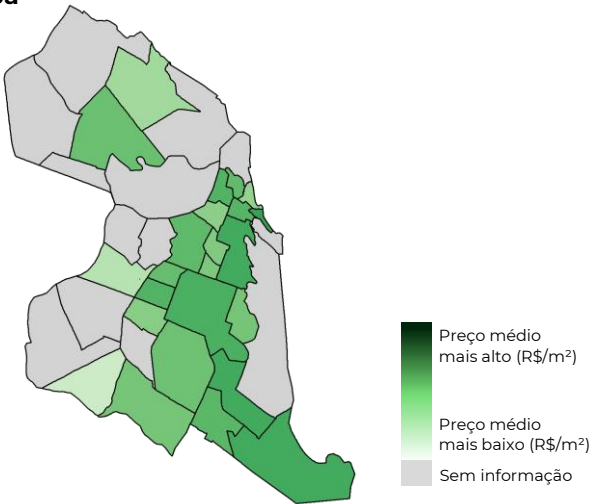 Preço médio
mais alto (R$/m²)
Preço médio
mais baixo (R$/m²)
Sem informação